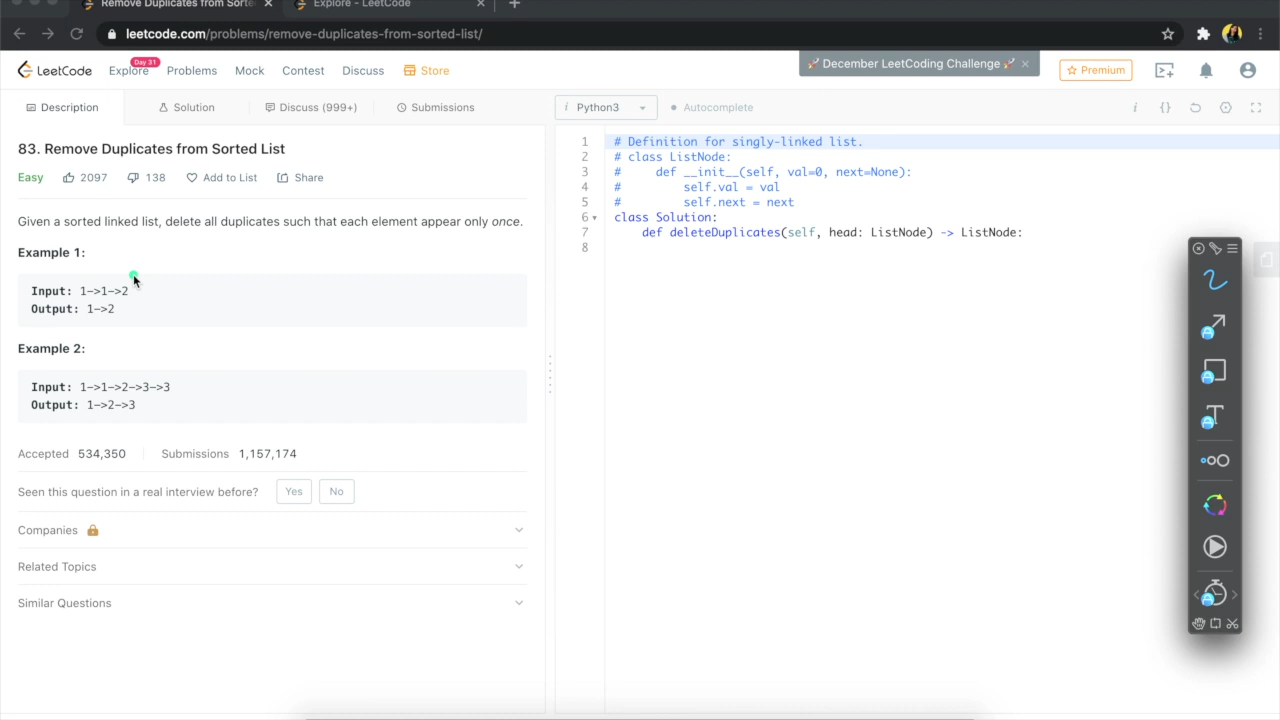 Remove Duplicates from Sorte
Explore - LeetCode
leetcode.com/problems/remove-duplicates-from-sorted-list/
LeetCode
Day 31
Explore
Problems
Mock
Contest
Discuss
Store
December LeetCoding Challenge
Premium
Description
Solution
Discuss (999+)
Submissions
i Python3
Autocomplete
i {}
83. Remove Duplicates from Sorted List
Easy
2097
138
Add to List
Share
Given a sorted linked list, delete all duplicates such that each element appear only once.
Example 1:
Input: 1->1->2
Output: 1->2
Example 2:
Input: 1->1->2->3->3
Output: 1->2->3
Accepted 534,350
Submissions 1,157,174
Seen this question in a real interview before?
Yes
No
Companies
Related Topics
Similar Questions
1 # Definition for singly-linked list.
2 # class ListNode:
3 #     def __init__(self, val=0, next=None):
4 #         self.val = val
5 #         self.next = next
6 class Solution:
7     def deleteDuplicates(self, head: ListNode) -> ListNode:
8
T